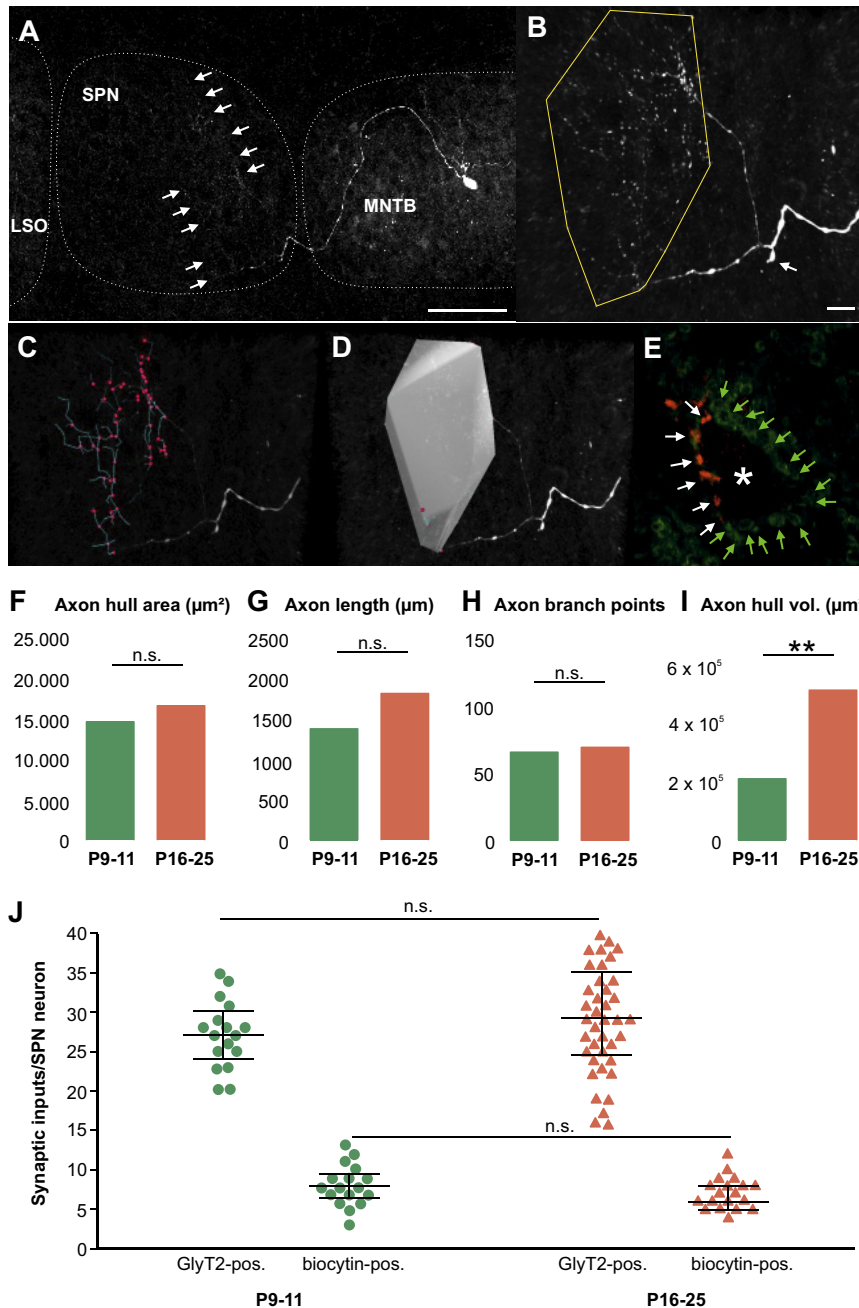 A
SPN
LSO
MNTB
B
C
D
E
*
F Axon hull area (µm²)
25.000
20.000
15.000
10.000
5.000
0
n.s.
P9-11 P16-25
G Axon length (µm)
2500
2000
1500
1000
500
0
n.s.
P9-11 P16-25
H Axon branch points
150
100
50
0
n.s.
P9-11 P16-25
I Axon hull vol. (µm
6 x 10⁵
4 x 10⁵
2 x 10⁵
0
**
P9-11 P16-25
J
Synaptic inputs/SPN neuron
40
35
30
25
20
15
10
5
0
n.s.
n.s.
GlyT2-pos. biocytin-pos. GlyT2-pos. biocytin-pos.
P9-11 P16-25